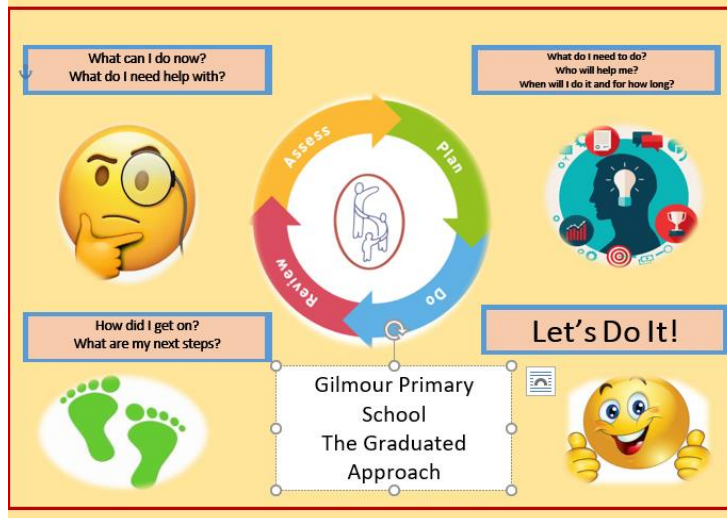 What can I do now?
What do I need help with?
What do I need to do?
Who will help me?
When will I do it and for how long?
Assess
Plan
Review
Do
How did I get on?
What are my next steps?
Let's Do It!
Gilmour Primary
School
The Graduated
Approach